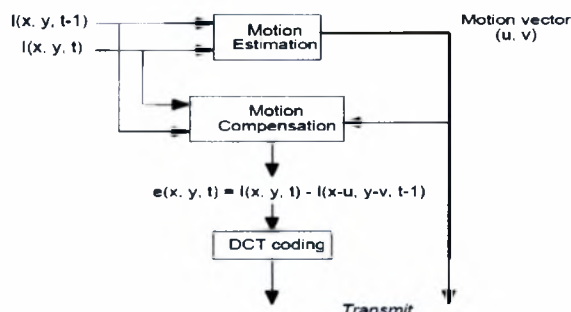 I(x, y, t-1)
I(x, y, t)
Motion
Estimation
Motion vector
(u, v)
Motion
Compensation
e(x, y, t) = I(x, y, t) - I(x-u, y-v, t-1)
DCT coding
Transmit